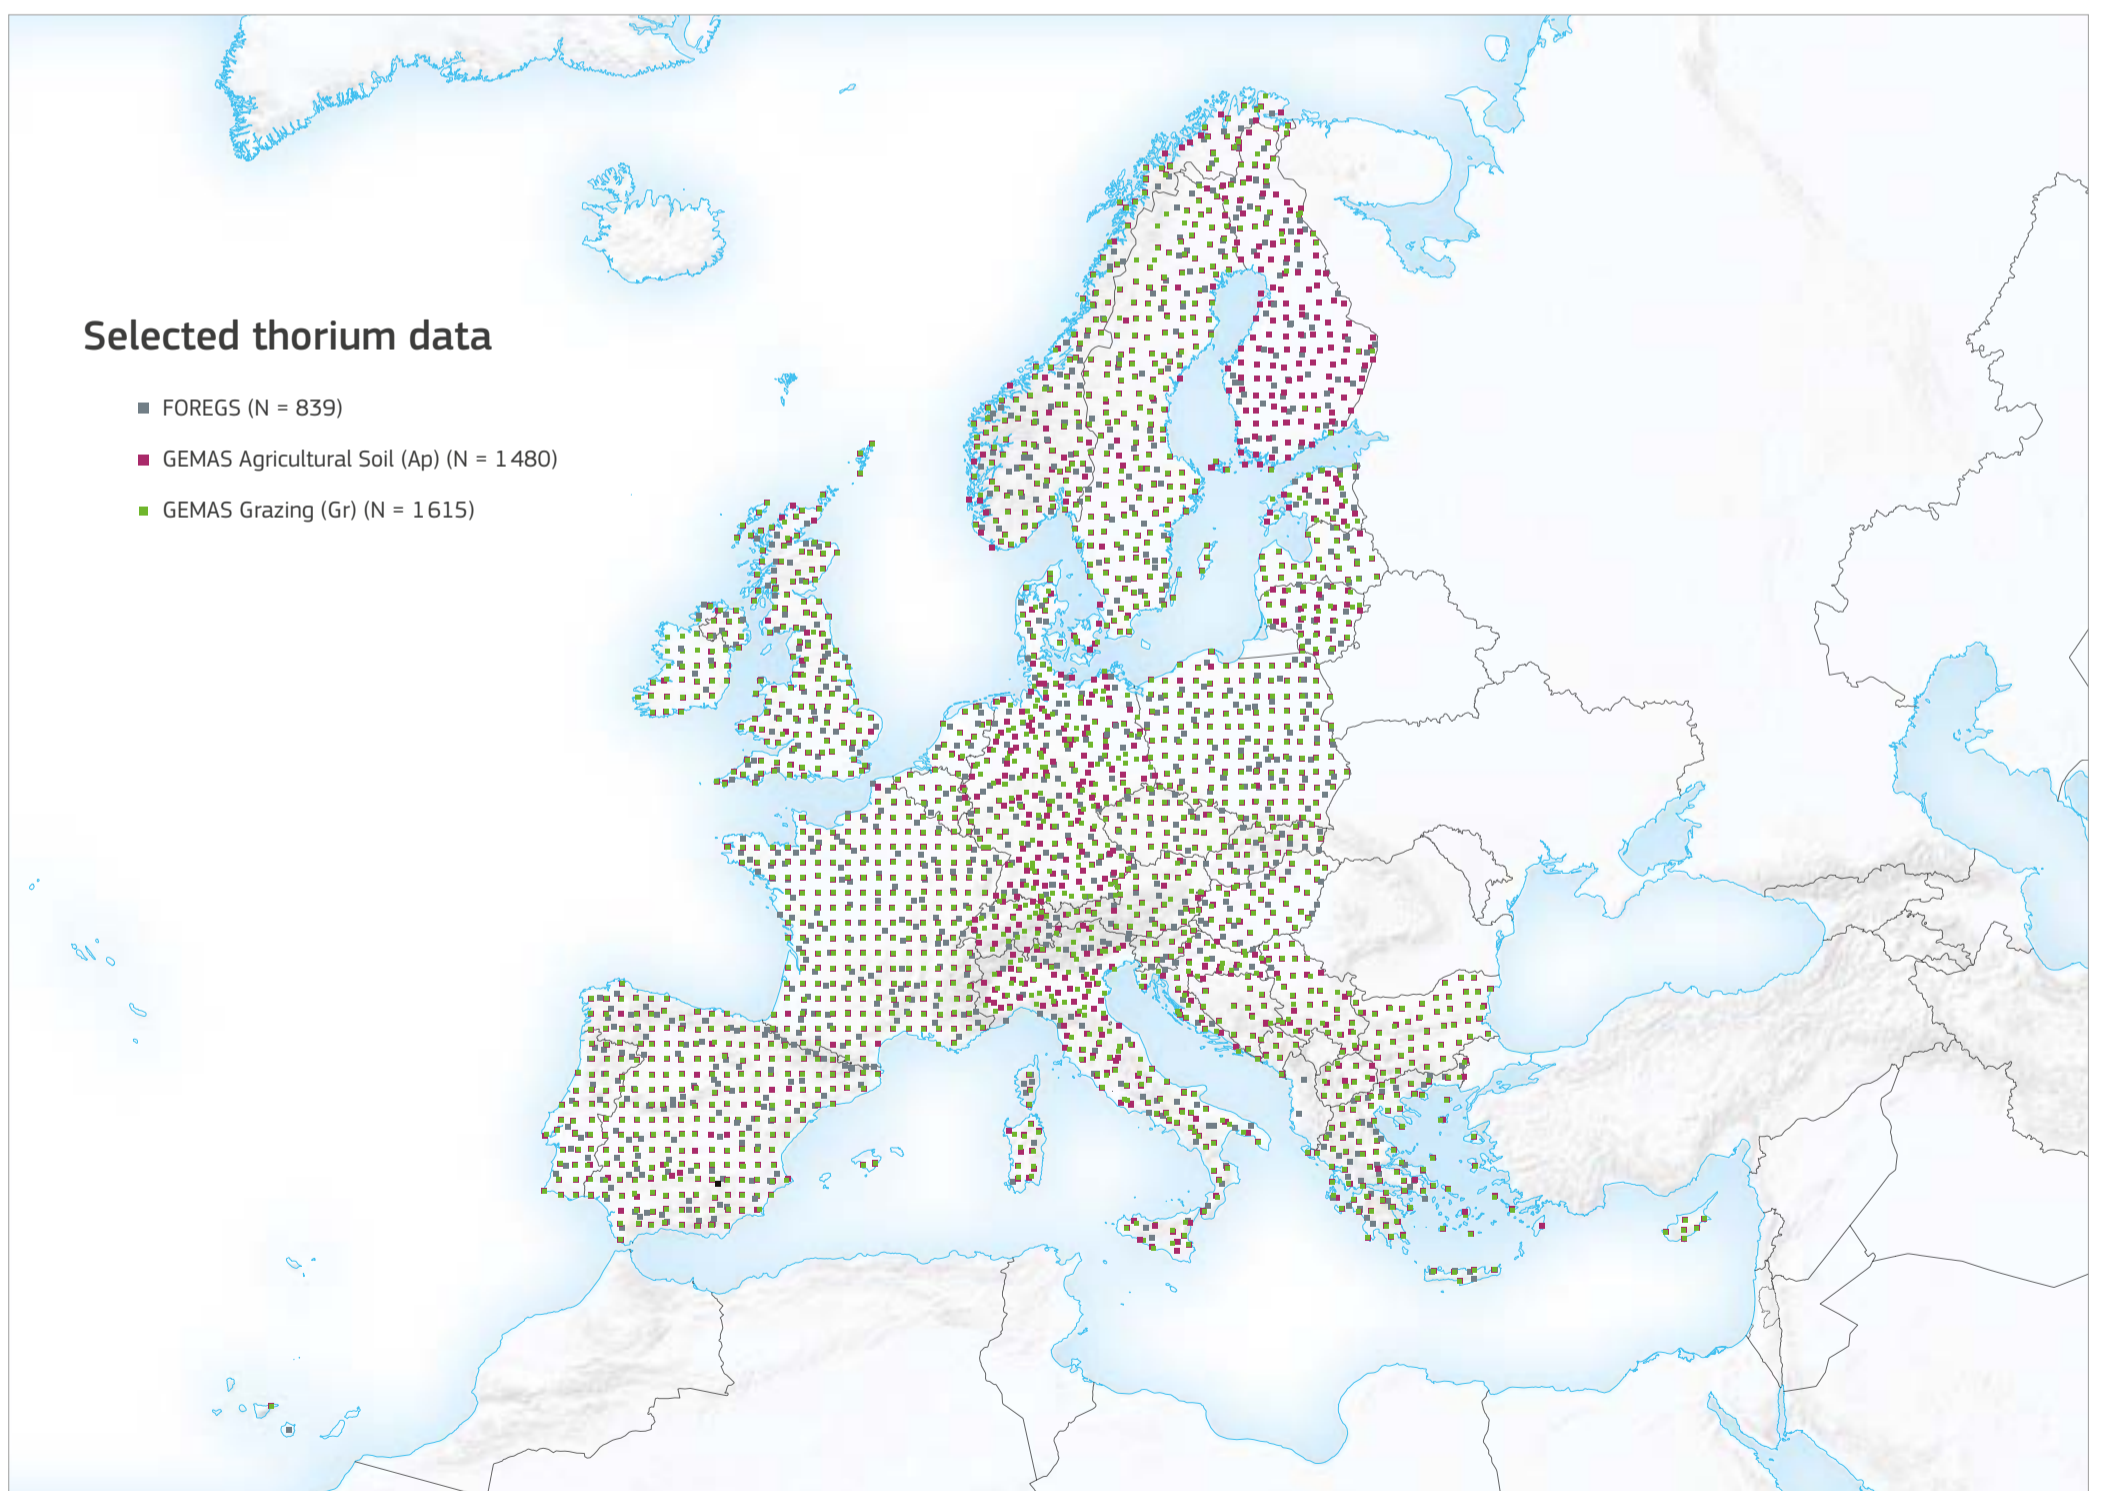 Selected thorium data
FOREGS (N = 839)
GEMAS Agricultural Soil (Ap) (N = 1 480)
GEMAS Grazing (Gr) (N = 1 615)